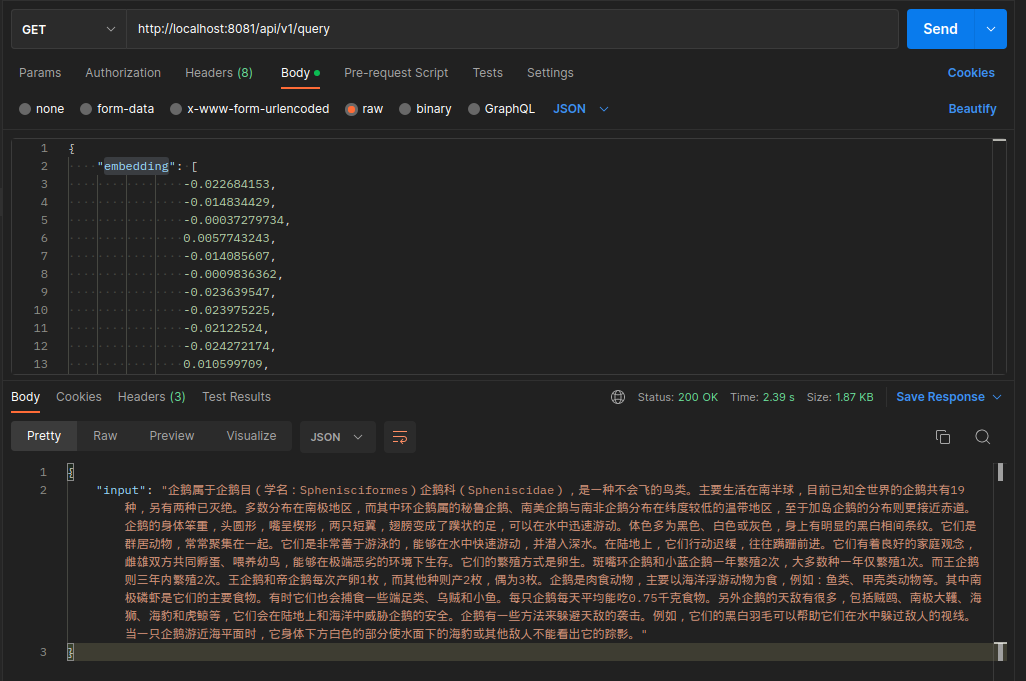 GET http://localhost:8081/api/v1/query Send
Params Authorization Headers (8) Body Pre-request Script Tests Settings Cookies
none form-data x-www-form-urlencoded raw binary GraphQL JSON Beautify
1 {
2 "embedding": [
3 -0.022684153,
4 -0.014834429,
5 -0.00037279734,
6 0.0057743243,
7 -0.014085607,
8 -0.0009836362,
9 -0.023639547,
10 -0.023975225,
11 -0.02122524,
12 -0.024272174,
13 0.010599709,
Body Cookies Headers (3) Test Results Status: 200 OK Time: 2.39 s Size: 1.87 KB Save Response
Pretty Raw Preview Visualize JSON
1 {
2 "input": "企鹅属于企鹅目（学名：Sphenisciformes）企鹅科（Spheniscidae），是一种不会飞的鸟类。主要生活在南半球，目前已知全世界的企鹅共有19
种，另有两种已灭绝。多数分布在南极地区，而其中环企鹅属的秘鲁企鹅、南美企鹅与南非企鹅分布在纬度较低的温带地区，至于加岛企鹅的分布则更接近赤道。
企鹅的身体笨重，头圆形，嘴呈楔形，两只短翼，翅膀变成了蹼状的足，可以在水中迅速游动。体色多为黑色、白色或灰色，身上有明显的黑白相间条纹。它们是
群居动物，常常聚集在一起。它们是非常善于游泳的，能够在水中快速游动，并潜入深水。在陆地上，它们行动迟缓，往往蹒跚前进。它们有着良好的家庭观念，
雌雄双方共同孵蛋、喂养幼鸟，能够在极端恶劣的环境下生存。它们的繁殖方式是卵生。斑嘴环企鹅和小蓝企鹅一年繁殖2次，大多数种一年仅繁殖1次。而王企鹅
则三年内繁殖2次。王企鹅和帝企鹅每次产卵1枚，而其他种则产2枚，偶为3枚。企鹅是肉食动物，主要以海洋浮游动物为食，例如：鱼类、甲壳类动物等。其中南
极磷虾是它们的主要食物。有时它们也会捕食一些端足类、乌贼和小鱼。每只企鹅每天平均能吃0.75千克食物。另外企鹅的天敌有很多，包括贼鸥、南极大鹱、海
狮、海豹和虎鲸等，它们会在陆地上和海洋中威胁企鹅的安全。企鹅有一些方法来躲避天敌的袭击。例如，它们的黑白羽毛可以帮助它们在水中躲过敌人的视线。
当一只企鹅游近海平面时，它身体下方白色的部分使水面下的海豹或其他敌人不能看出它的踪影。"
3 }